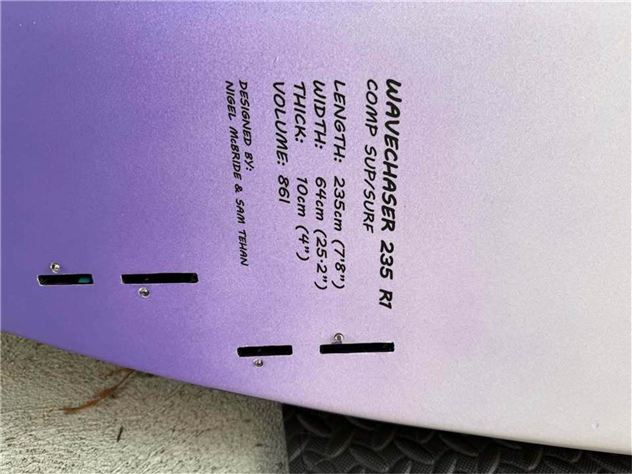 WAVECHASER 235 R1
COMP SUP/SURF
LENGTH: 235cm (7'8")
WIDTH: 64cm (25·2")
THICK: 10cm (4")
VOLUME: 86l
DESIGNED BY:
NIGEL McBRIDE & SAM TEHAN